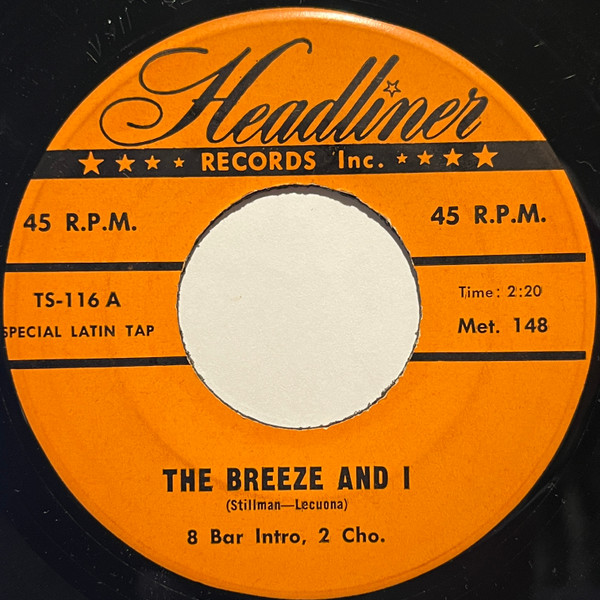 Headliner
RECORDS Inc.
45 R.P.M.
45 R.P.M.
TS-116 A
SPECIAL LATIN TAP
Time: 2:20
Met. 148
THE BREEZE AND I
(Stillman—Lecuona)
8 Bar Intro, 2 Cho.